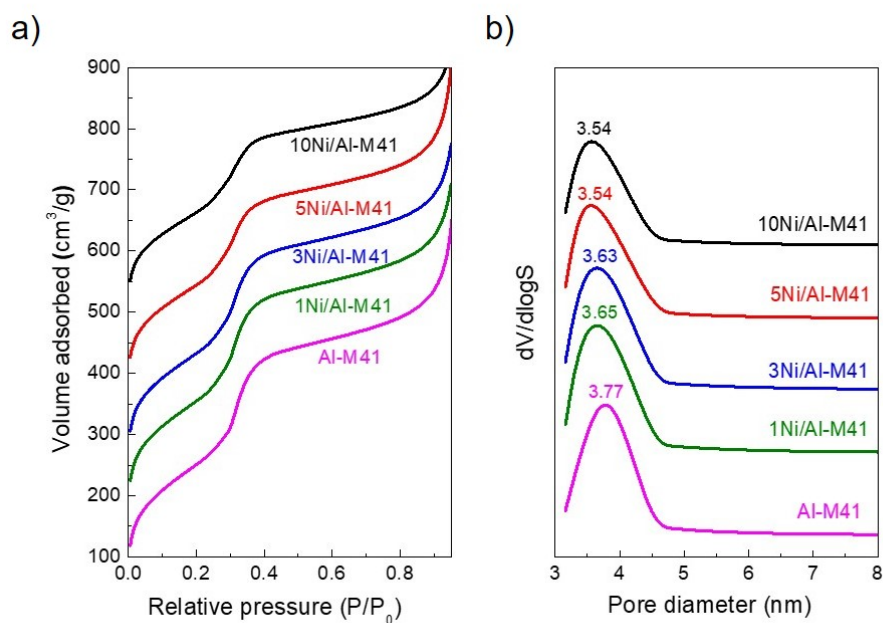 a)
b)
900
800
700
600
500
400
300
200
100
Volume adsorbed (cm³/g)
10Ni/Al-M41
5Ni/Al-M41
3Ni/Al-M41
1Ni/Al-M41
Al-M41
0.0 0.2 0.4 0.6 0.8
Relative pressure (P/P₀)
dV/dlogS
3.54
10Ni/Al-M41
3.54
5Ni/Al-M41
3.63
3Ni/Al-M41
3.65
1Ni/Al-M41
3.77
Al-M41
3 4 5 6 7 8
Pore diameter (nm)